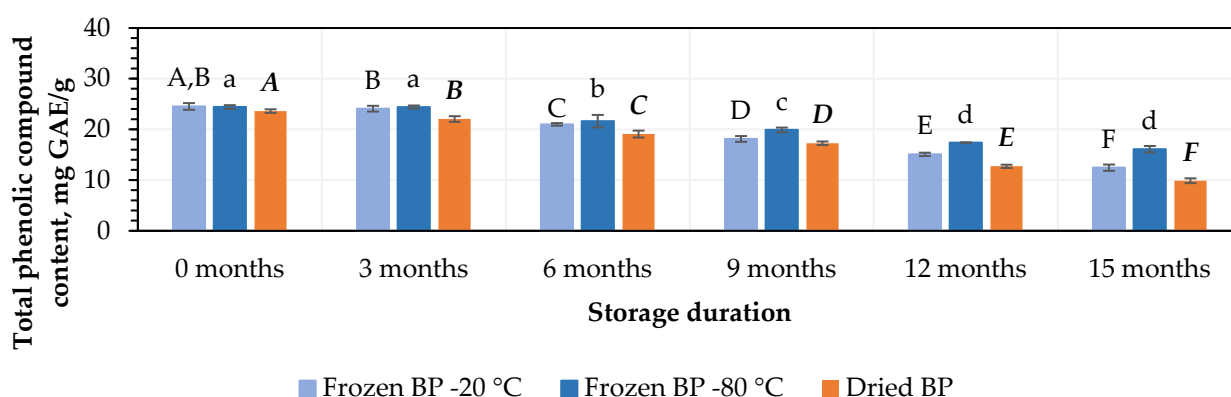 Total phenolic compound
content, mg GAE/g
40
30
20
10
0
A,B a A
B a B
C b C
D c D
E d E
F d F
0 months 3 months 6 months 9 months 12 months 15 months
Storage duration
Frozen BP -20 °C Frozen BP -80 °C Dried BP